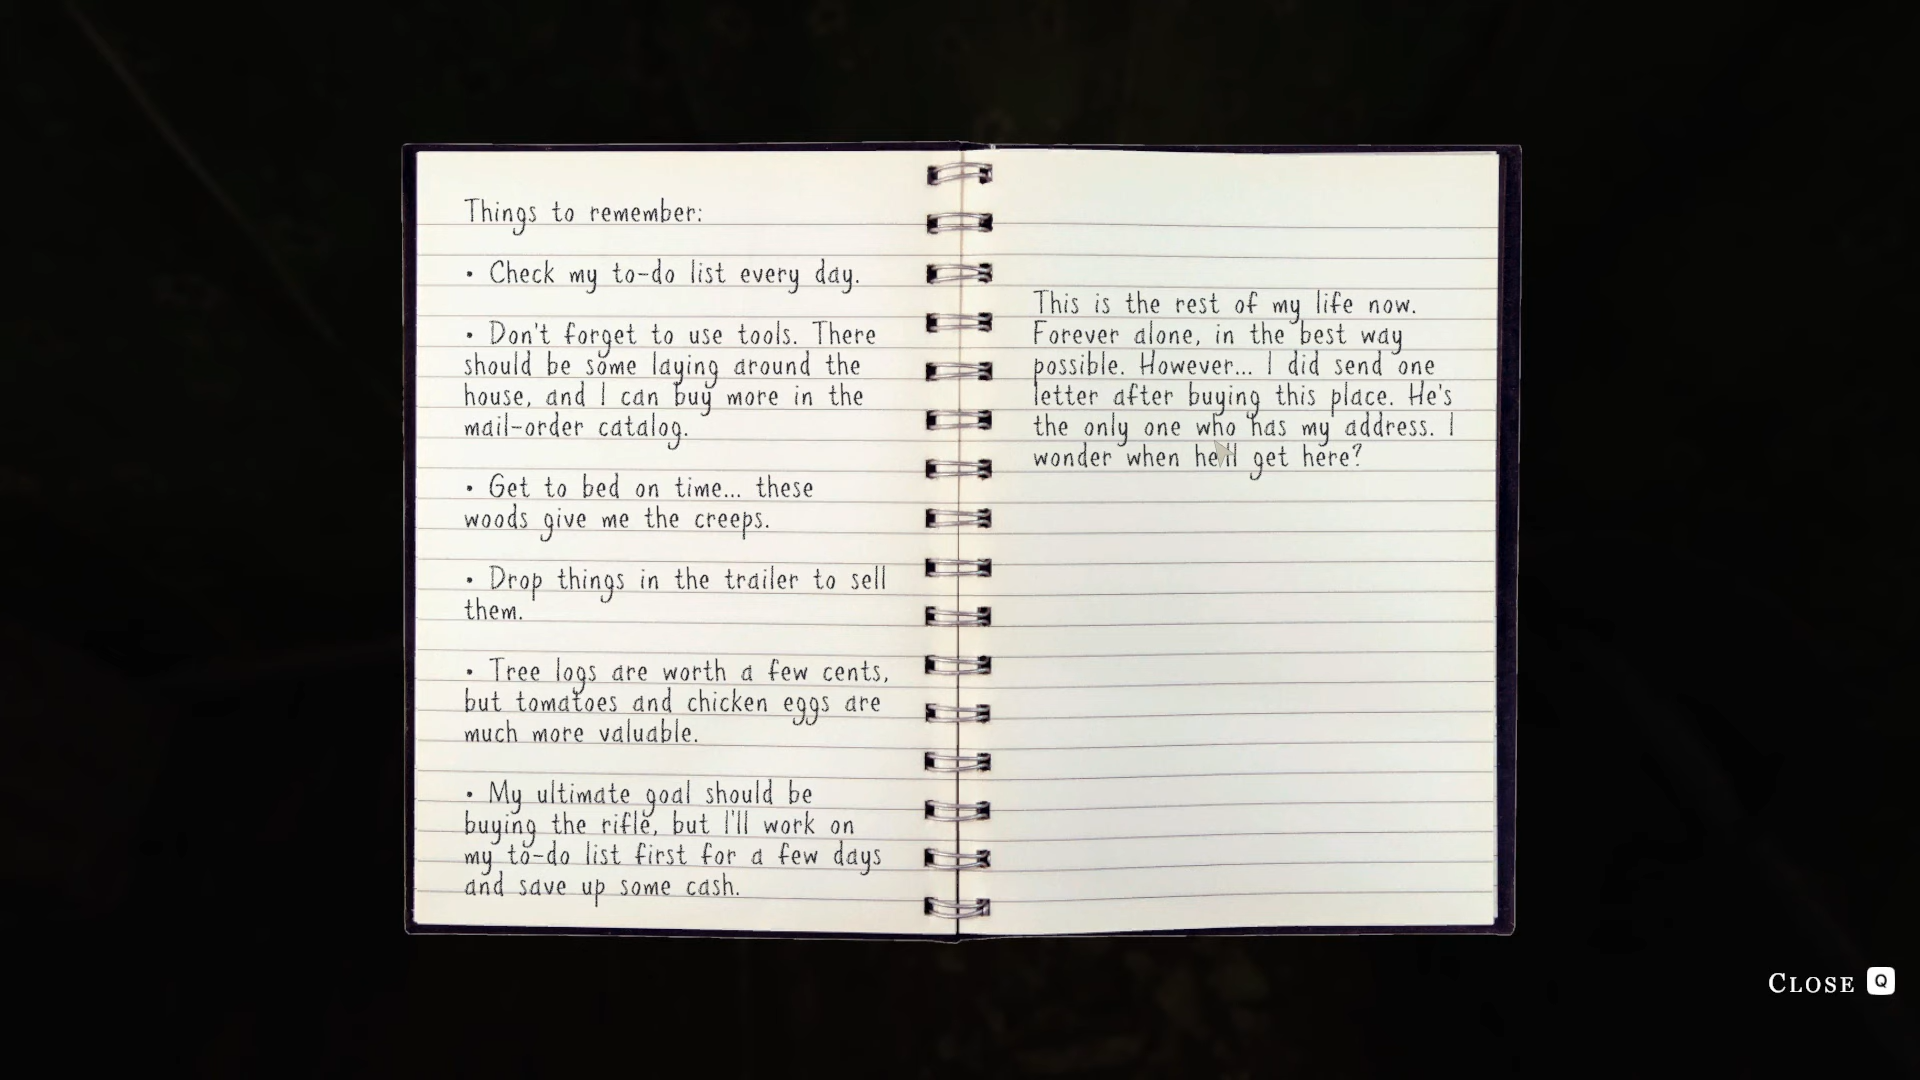 Things to remember:
• Check my to-do list every day.
• Don't forget to use tools. There
should be some laying around the
house, and I can buy more in the
mail-order catalog.
• Get to bed on time... these
woods give me the creeps.
• Drop things in the trailer to sell
them.
• Tree logs are worth a few cents,
but tomatoes and chicken eggs are
much more valuable.
• My ultimate goal should be
buying the rifle, but I'll work on
my to-do list first for a few days
and save up some cash.
This is the rest of my life now.
Forever alone, in the best way
possible. However... I did send one
letter after buying this place. He's
the only one who has my address. I
wonder when he'll get here?
CLOSE Q